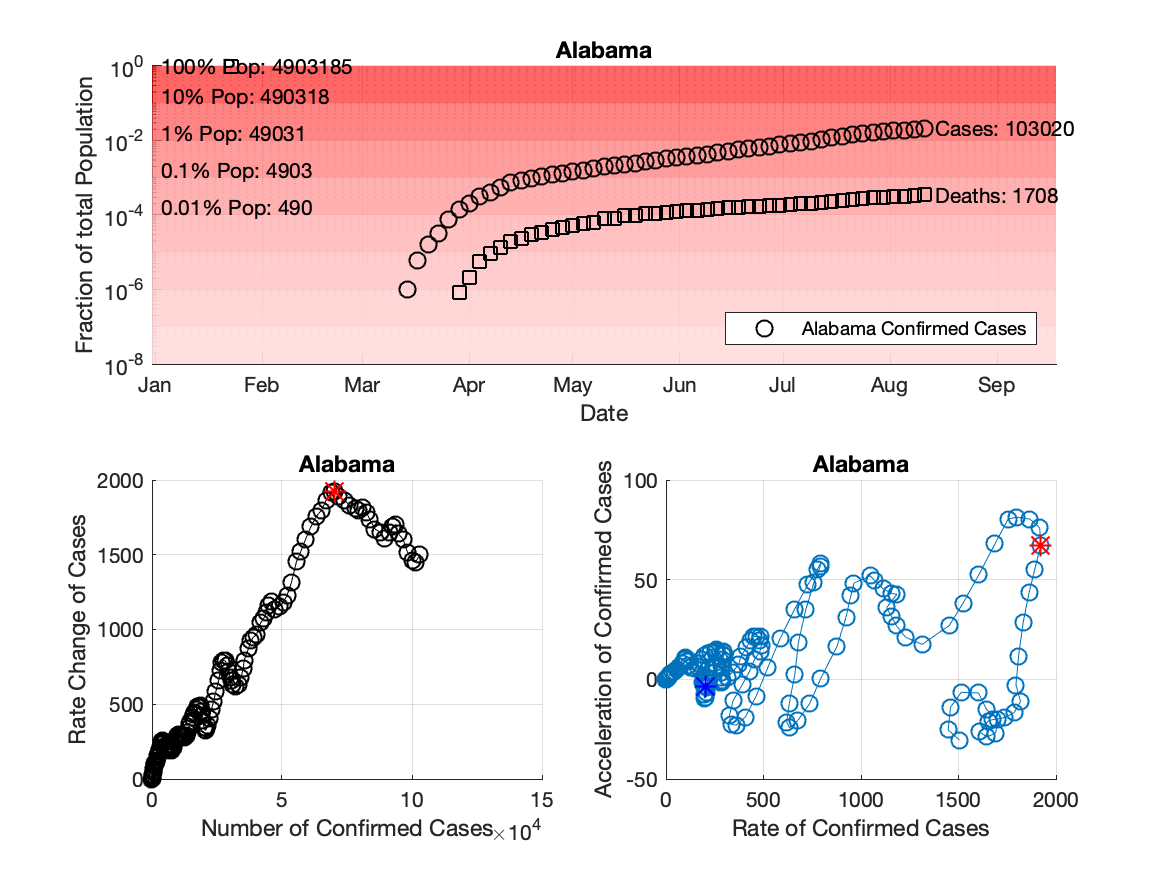 Alabama
Fraction of total Population
10^0
10^-2
10^-4
10^-6
10^-8
100% Pop: 4903185
10% Pop: 490318
1% Pop: 49031
0.1% Pop: 4903
0.01% Pop: 490
Cases: 103020
Deaths: 1708
Alabama Confirmed Cases
Jan Feb Mar Apr May Jun Jul Aug Sep
Date
Alabama
Rate Change of Cases
2000
1500
1000
500
0
0 5 10 15
Number of Confirmed Cases ×10^4
Alabama
Acceleration of Confirmed Cases
100
50
0
-50
0 500 1000 1500 2000
Rate of Confirmed Cases